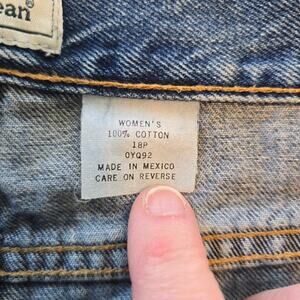 ean®
WOMEN'S
100% COTTON
18P
0YQ92
MADE IN MEXICO
CARE ON REVERSE